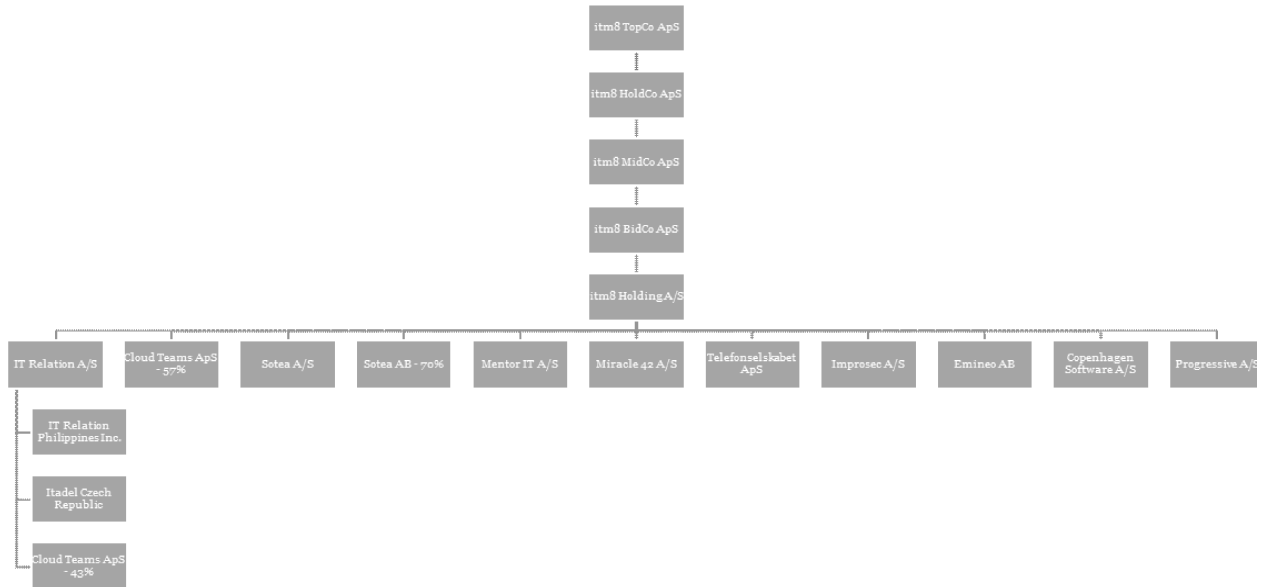 itm8 TopCo ApS
itm8 HoldCo ApS
itm8 MidCo ApS
itm8 BidCo ApS
itm8 Holding A/S
IT Relation A/S
Cloud Teams ApS
- 57%
Sotea A/S
Sotea AB - 70%
Mentor IT A/S
Miracle 42 A/S
Telefonselskabet
ApS
Improsec A/S
Emineo AB
Copenhagen
Software A/S
Progressive A/S
IT Relation
Philippines Inc.
Itadel Czech
Republic
Cloud Teams ApS
- 43%